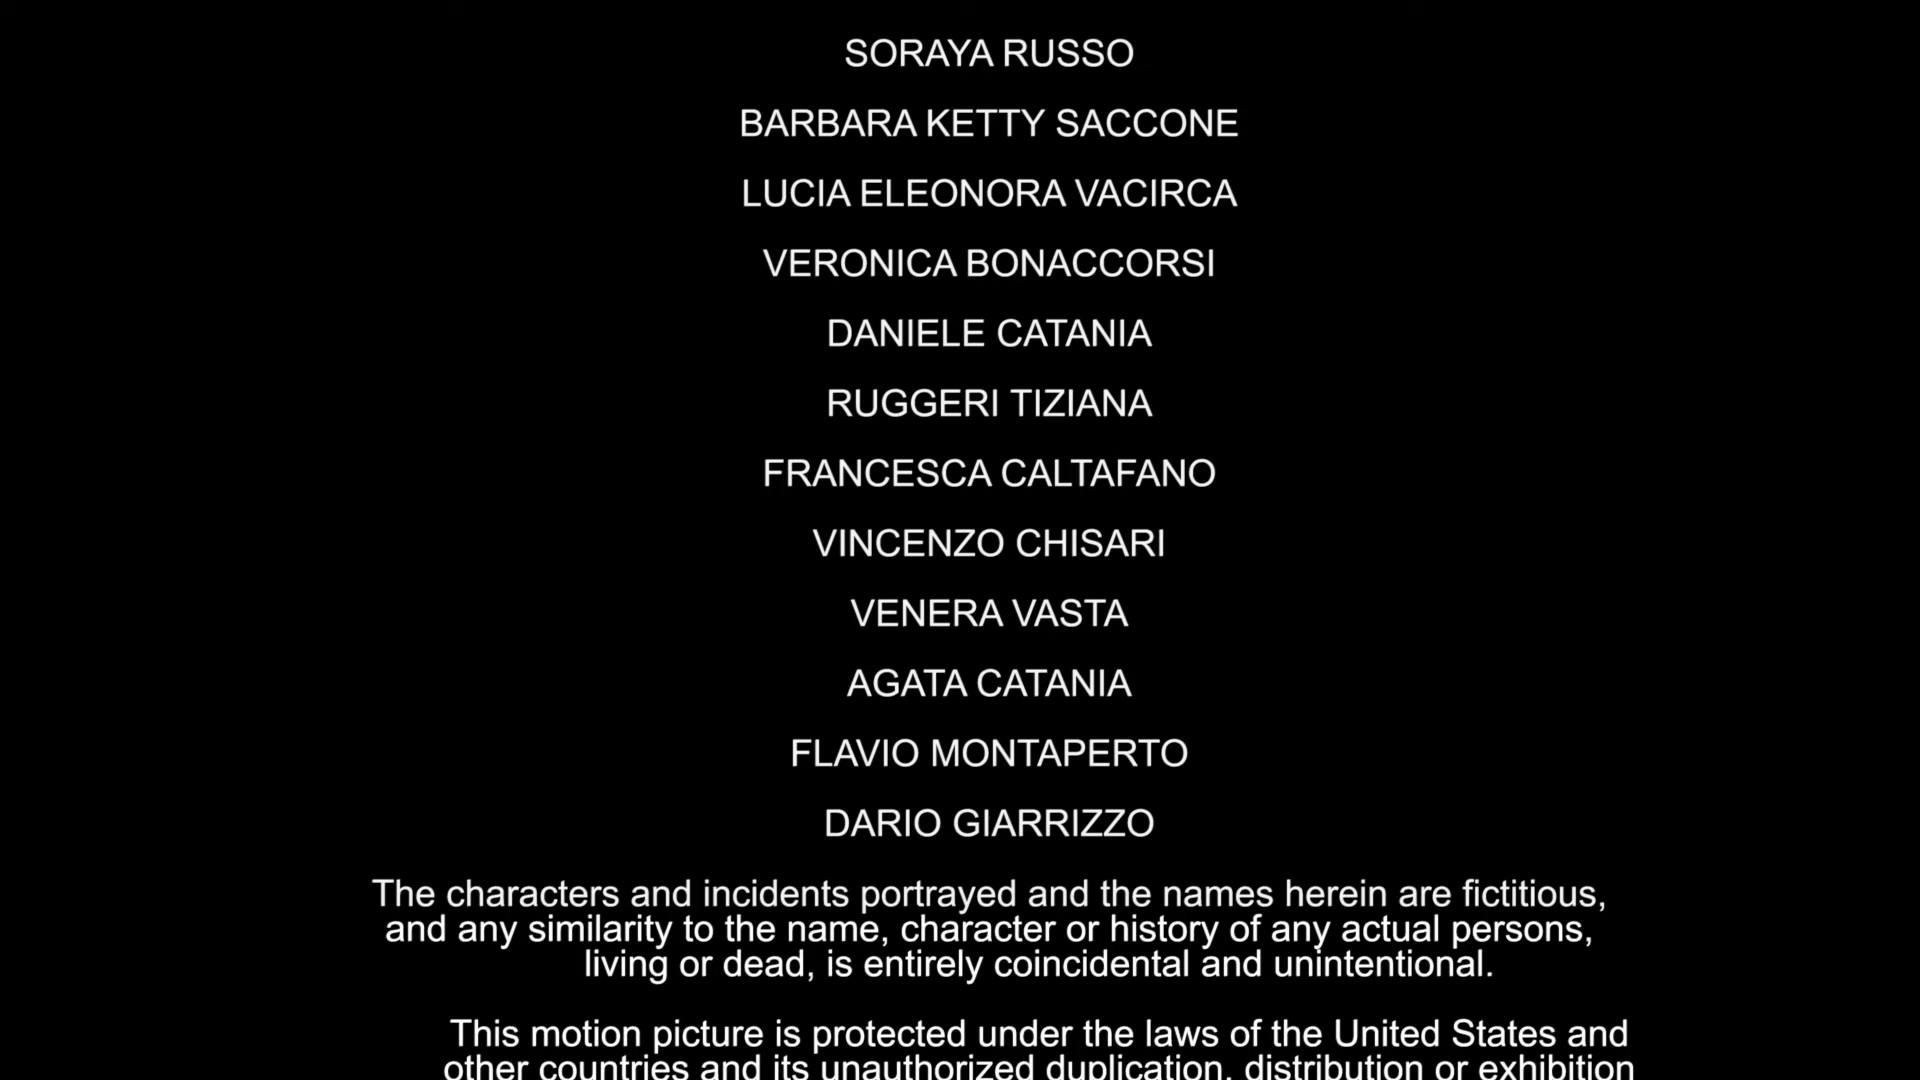 SORAYA RUSSO
BARBARA KETTY SACCONE
LUCIA ELEONORA VACIRCA
VERONICA BONACCORSI
DANIELE CATANIA
RUGGERI TIZIANA
FRANCESCA CALTAFANO
VINCENZO CHISARI
VENERA VASTA
AGATA CATANIA
FLAVIO MONTAPERTO
DARIO GIARRIZZO
The characters and incidents portrayed and the names herein are fictitious,
and any similarity to the name, character or history of any actual persons,
living or dead, is entirely coincidental and unintentional.
This motion picture is protected under the laws of the United States and
other countries and its unauthorized duplication, distribution or exhibition